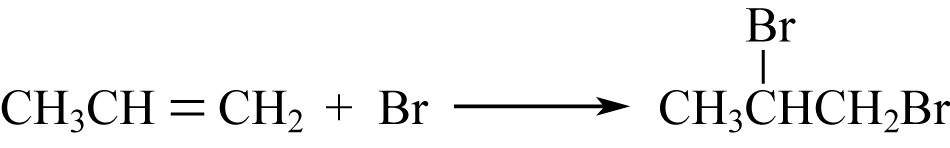 Br
CH₃CH=CH₂ + Br ⟶ CH₃CHCH₂Br